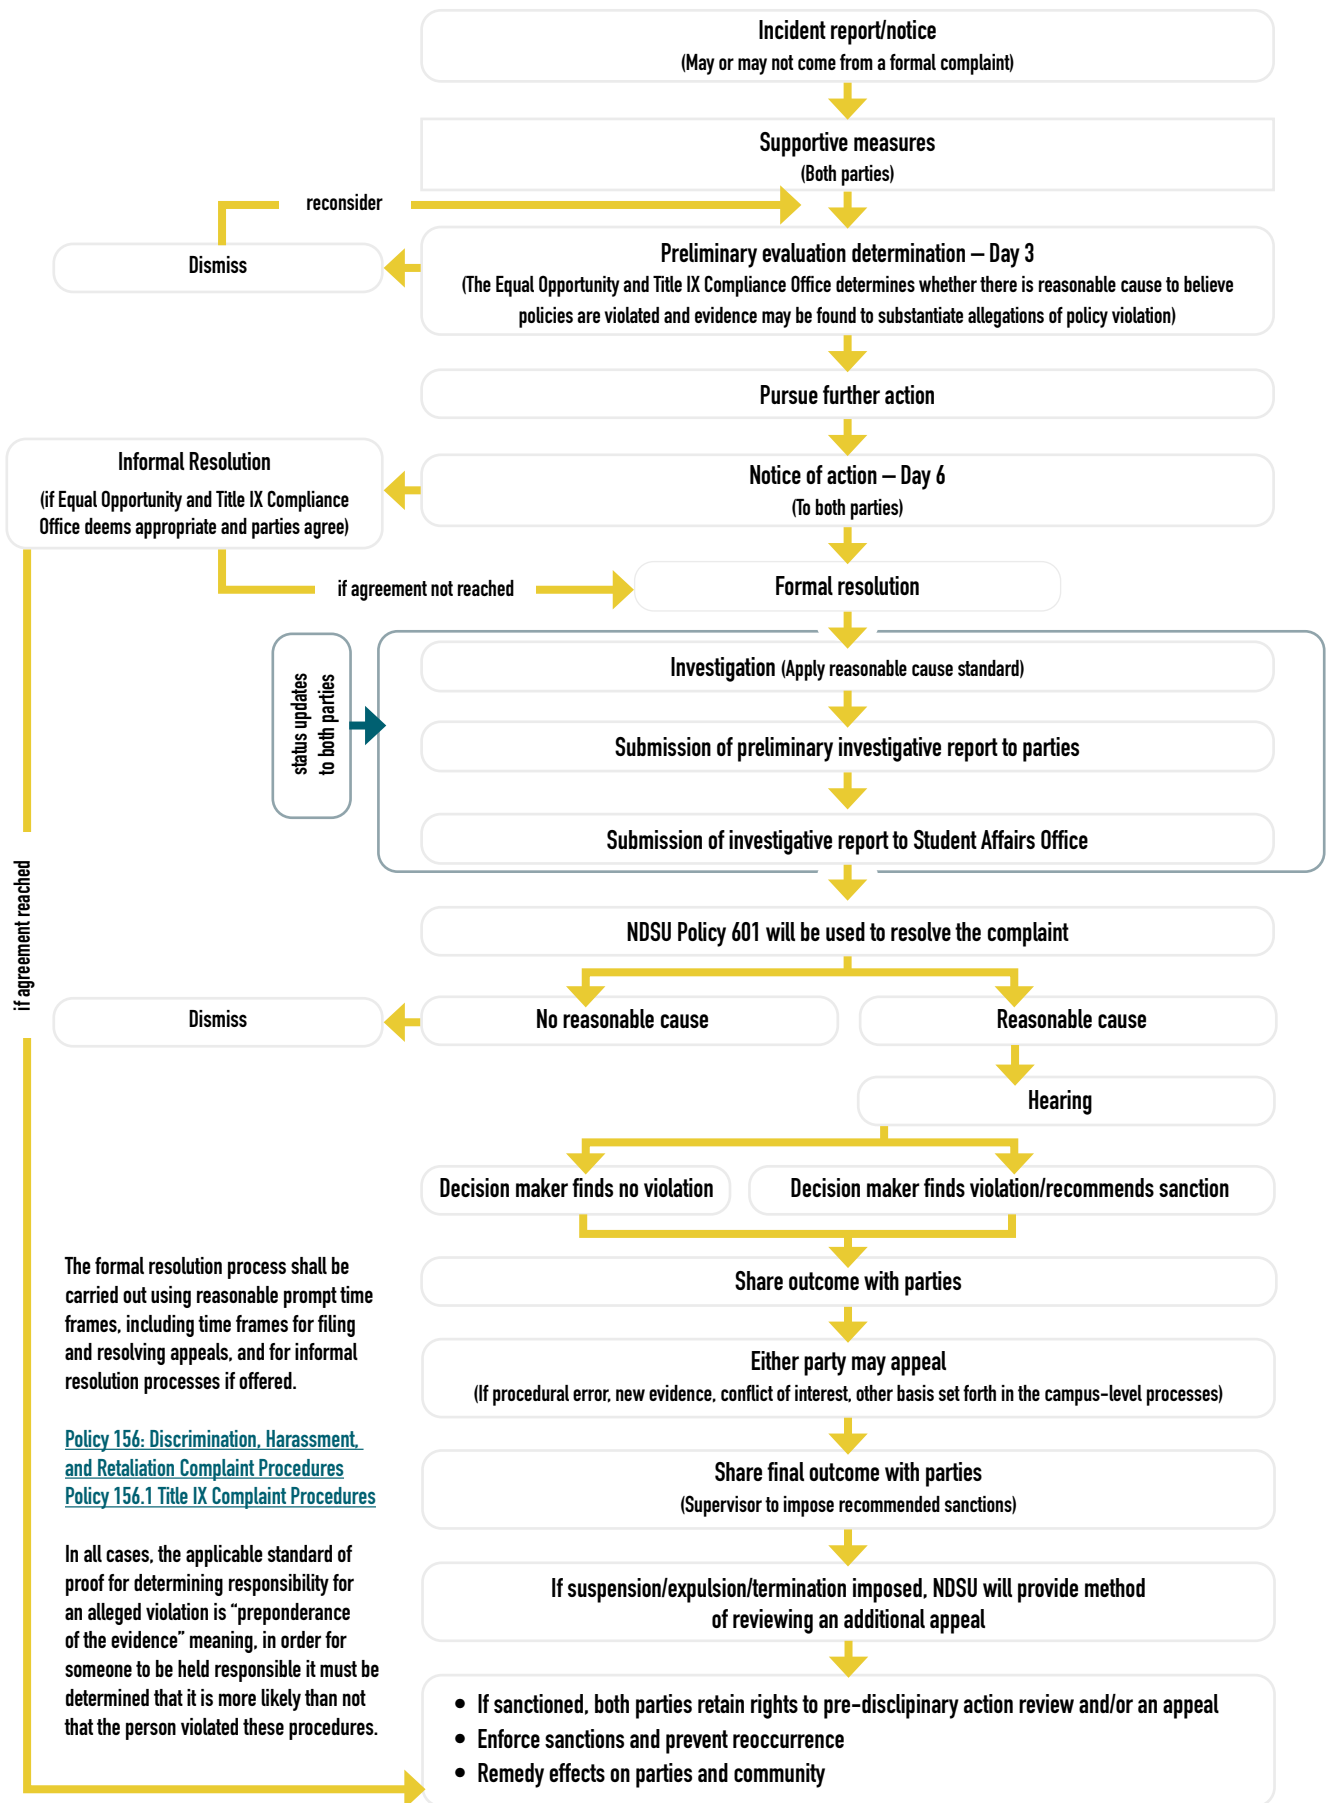 Incident report/notice
(May or may not come from a formal complaint)
Supportive measures
(Both parties)
reconsider
Dismiss
Preliminary evaluation determination – Day 3
(The Equal Opportunity and Title IX Compliance Office determines whether there is reasonable cause to believe
policies are violated and evidence may be found to substantiate allegations of policy violation)
Pursue further action
Informal Resolution
(if Equal Opportunity and Title IX Compliance
Office deems appropriate and parties agree)
Notice of action – Day 6
(To both parties)
if agreement not reached
Formal resolution
status updates
to both parties
Investigation (Apply reasonable cause standard)
Submission of preliminary investigative report to parties
Submission of investigative report to Student Affairs Office
if agreement reached
NDSU Policy 601 will be used to resolve the complaint
Dismiss
No reasonable cause
Reasonable cause
Hearing
Decision maker finds no violation
Decision maker finds violation/recommends sanction
Share outcome with parties
Either party may appeal
(If procedural error, new evidence, conflict of interest, other basis set forth in the campus-level processes)
Share final outcome with parties
(Supervisor to impose recommended sanctions)
If suspension/expulsion/termination imposed, NDSU will provide method
of reviewing an additional appeal
• If sanctioned, both parties retain rights to pre-disclipinary action review and/or an appeal
• Enforce sanctions and prevent reoccurrence
• Remedy effects on parties and community
The formal resolution process shall be
carried out using reasonable prompt time
frames, including time frames for filing
and resolving appeals, and for informal
resolution processes if offered.
Policy 156: Discrimination, Harassment,
and Retaliation Complaint Procedures
Policy 156.1 Title IX Complaint Procedures
In all cases, the applicable standard of
proof for determining responsibility for
an alleged violation is “preponderance
of the evidence” meaning, in order for
someone to be held responsible it must be
determined that it is more likely than not
that the person violated these procedures.